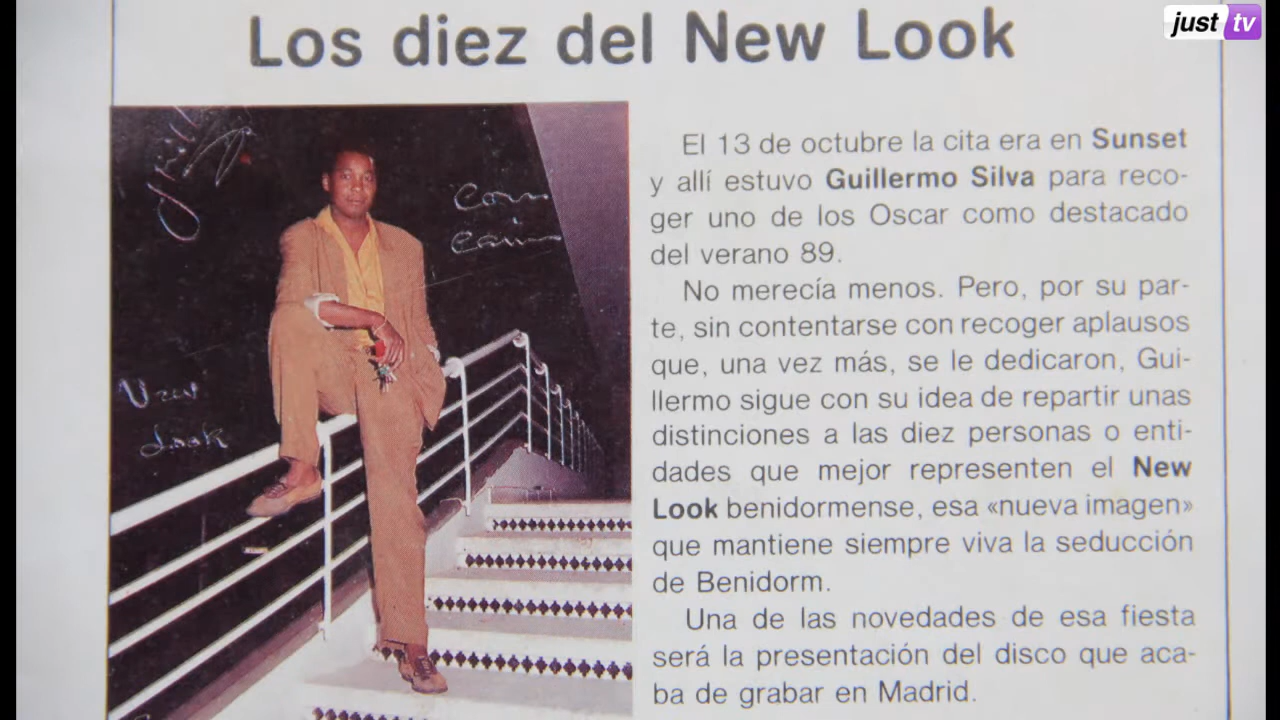 just tv
Los diez del New Look
El 13 de octubre la cita era en Sunset
y allí estuvo Guillermo Silva para reco-
ger uno de los Oscar como destacado
del verano 89.
No merecía menos. Pero, por su par-
te, sin contentarse con recoger aplausos
que, una vez más, se le dedicaron, Gui-
llermo sigue con su idea de repartir unas
distinciones a las diez personas o enti-
dades que mejor representen el New
Look benidormense, esa «nueva imagen»
que mantiene siempre viva la seducción
de Benidorm.
Una de las novedades de esa fiesta
será la presentación del disco que aca-
ba de grabar en Madrid.
Look